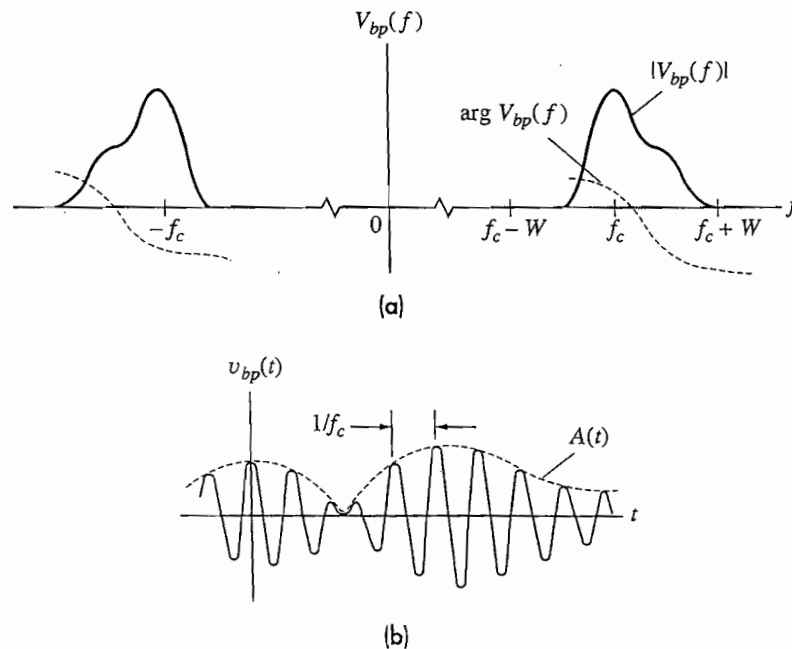 V_bp(f)
|V_bp(f)|
arg V_bp(f)
−f_c
0
f_c − W
f_c
f_c + W
f
(a)
v_bp(t)
1/f_c
A(t)
t
(b)